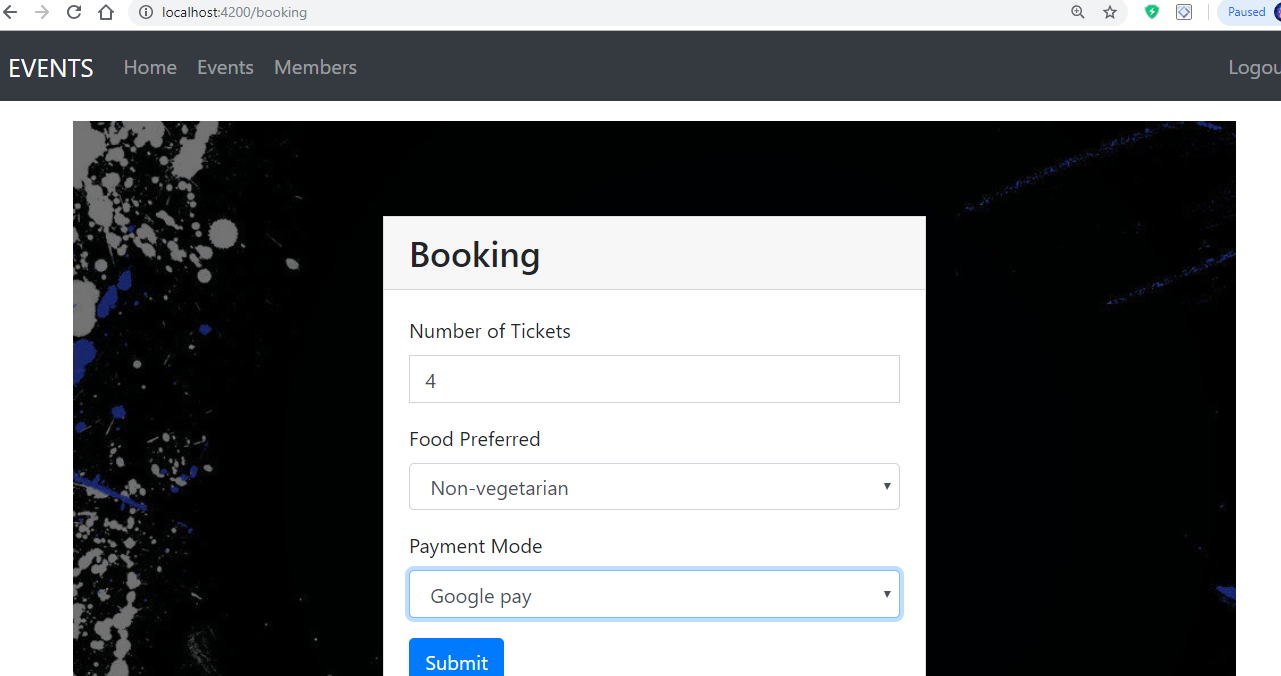 localhost:4200/booking
Paused
EVENTS Home Events Members Logou
Booking
Number of Tickets
4
Food Preferred
Non-vegetarian
Payment Mode
Google pay
Submit